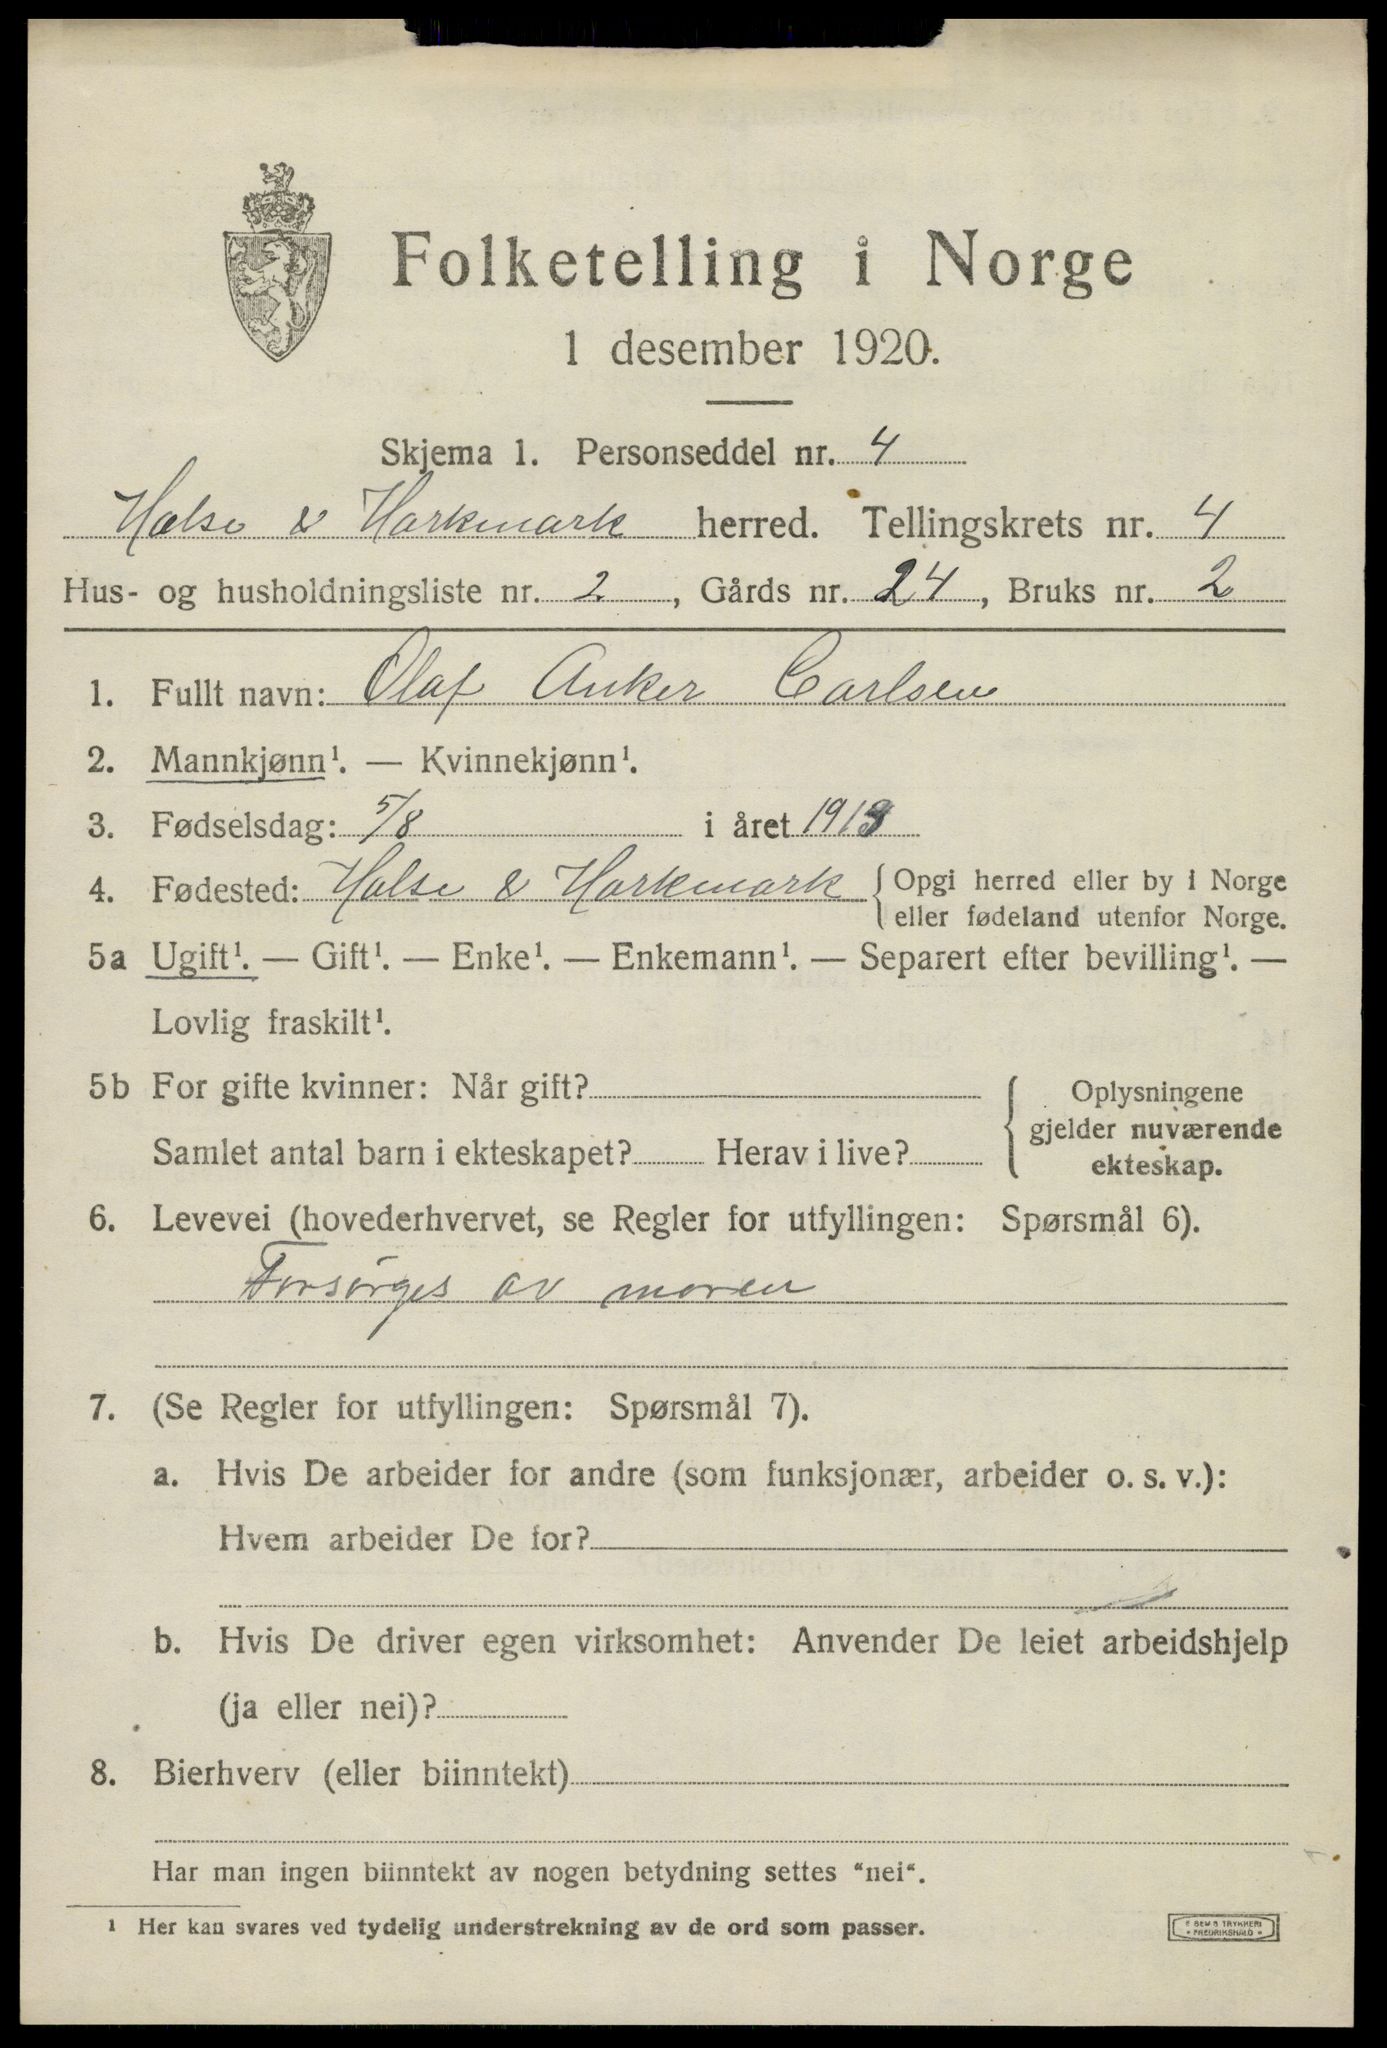 Folketelling i Norge
1 desember 1920.
Skjema 1. Personseddel nr. 4
Halse & Harkmark herred. Tellingskrets nr. 4
Hus- og husholdningsliste nr. 2, Gårds nr. 24, Bruks nr. 2
1. Fullt navn: Olaf Anker Carlsen
2. Mannkjønn¹. — Kvinnekjønn¹.
3. Fødselsdag: 5/8 i året 1913
4. Fødested: Halse & Harkmark { Opgi herred eller by i Norge
eller fødeland utenfor Norge.
5a Ugift¹. — Gift¹. — Enke¹. — Enkemann¹. — Separert efter bevilling¹. —
Lovlig fraskilt¹.
5b For gifte kvinner: Når gift?
Samlet antal barn i ekteskapet? Herav i live?
Oplysningene
gjelder nuværende
ekteskap.
6. Levevei (hovederhvervet, se Regler for utfyllingen: Spørsmål 6).
Forsørges av moren
7. (Se Regler for utfyllingen: Spørsmål 7).
a. Hvis De arbeider for andre (som funksjonær, arbeider o. s. v.):
Hvem arbeider De for?
b. Hvis De driver egen virksomhet: Anvender De leiet arbeidshjelp
(ja eller nei)?
8. Bierhverv (eller biinntekt)
Har man ingen biinntekt av nogen betydning settes "nei".
¹ Her kan svares ved tydelig understrekning av de ord som passer.
TRYKKERI
FREDRIKSHALD